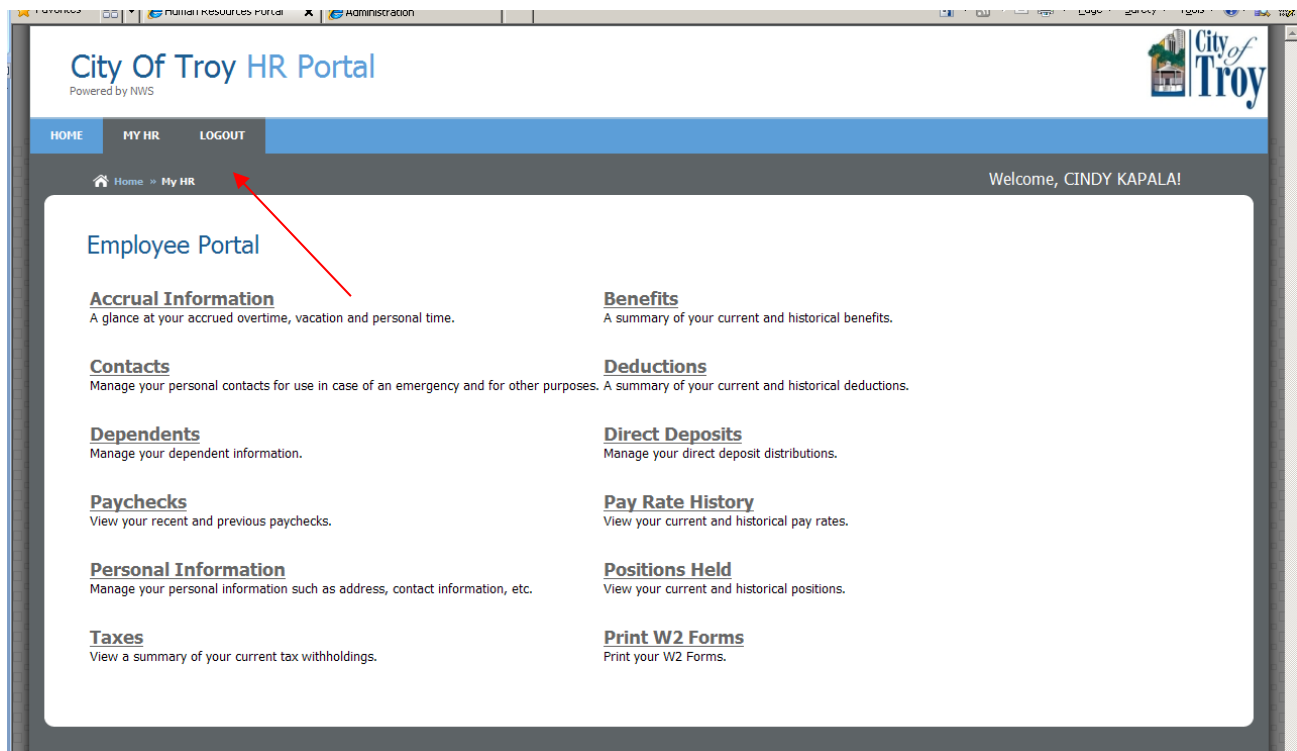 Favorites
Human Resources Portal X
Administration
Page
Safety
Tools
City Of Troy HR Portal
Powered by NWS
City of
Troy
HOME MY HR LOGOUT
Home » My HR
Welcome, CINDY KAPALA!
Employee Portal
Accrual Information
A glance at your accrued overtime, vacation and personal time.
Benefits
A summary of your current and historical benefits.
Contacts
Manage your personal contacts for use in case of an emergency and for other purposes.
Deductions
A summary of your current and historical deductions.
Dependents
Manage your dependent information.
Direct Deposits
Manage your direct deposit distributions.
Paychecks
View your recent and previous paychecks.
Pay Rate History
View your current and historical pay rates.
Personal Information
Manage your personal information such as address, contact information, etc.
Positions Held
View your current and historical positions.
Taxes
View a summary of your current tax withholdings.
Print W2 Forms
Print your W2 Forms.